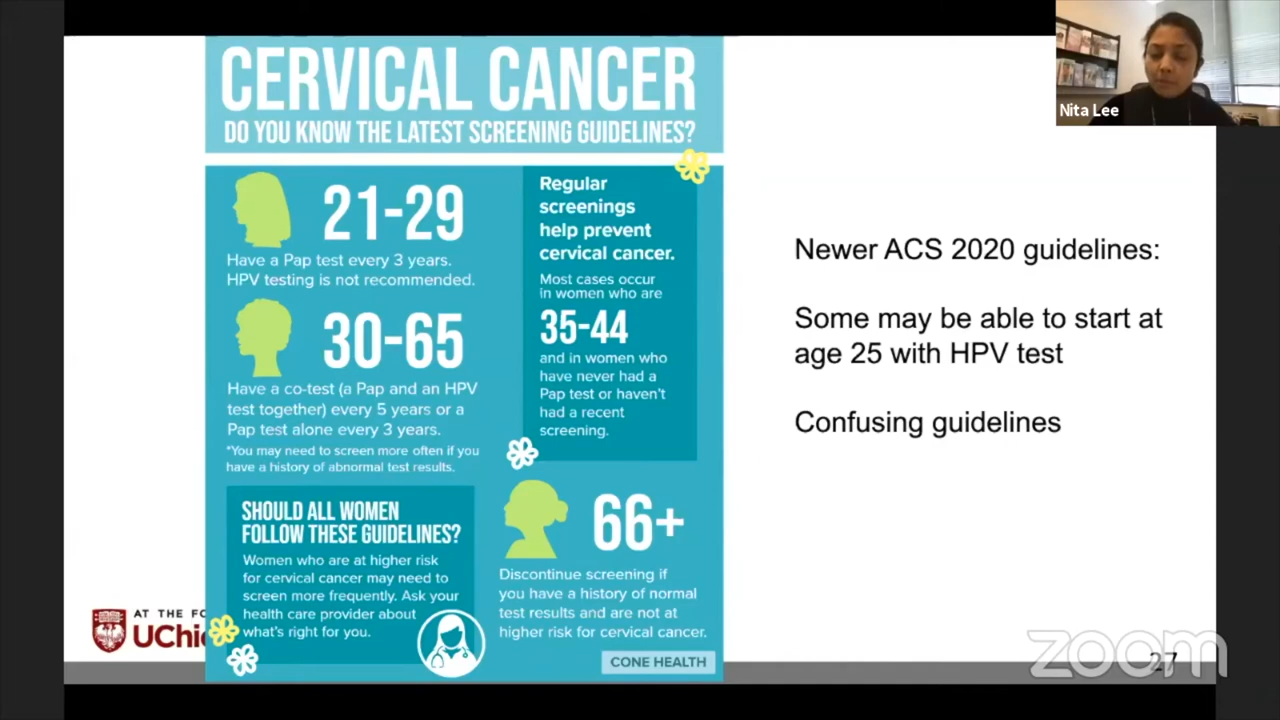 CERVICAL CANCER
DO YOU KNOW THE LATEST SCREENING GUIDELINES?
21-29
Have a Pap test every 3 years.
HPV testing is not recommended.
30-65
Have a co-test (a Pap and an HPV
test together) every 5 years or a
Pap test alone every 3 years.
*You may need to screen more often if you
have a history of abnormal test results.
Regular
screenings
help prevent
cervical cancer.
Most cases occur
in women who are
35-44
and in women who
have never had a
Pap test or haven't
had a recent
screening.
SHOULD ALL WOMEN
FOLLOW THESE GUIDELINES?
Women who are at higher risk
for cervical cancer may need to
screen more frequently. Ask your
health care provider about
what's right for you.
66+
Discontinue screening if
you have a history of normal
test results and are not at
higher risk for cervical cancer.
CONE HEALTH
Newer ACS 2020 guidelines:
Some may be able to start at
age 25 with HPV test
Confusing guidelines
Nita Lee
AT THE
zoom
27